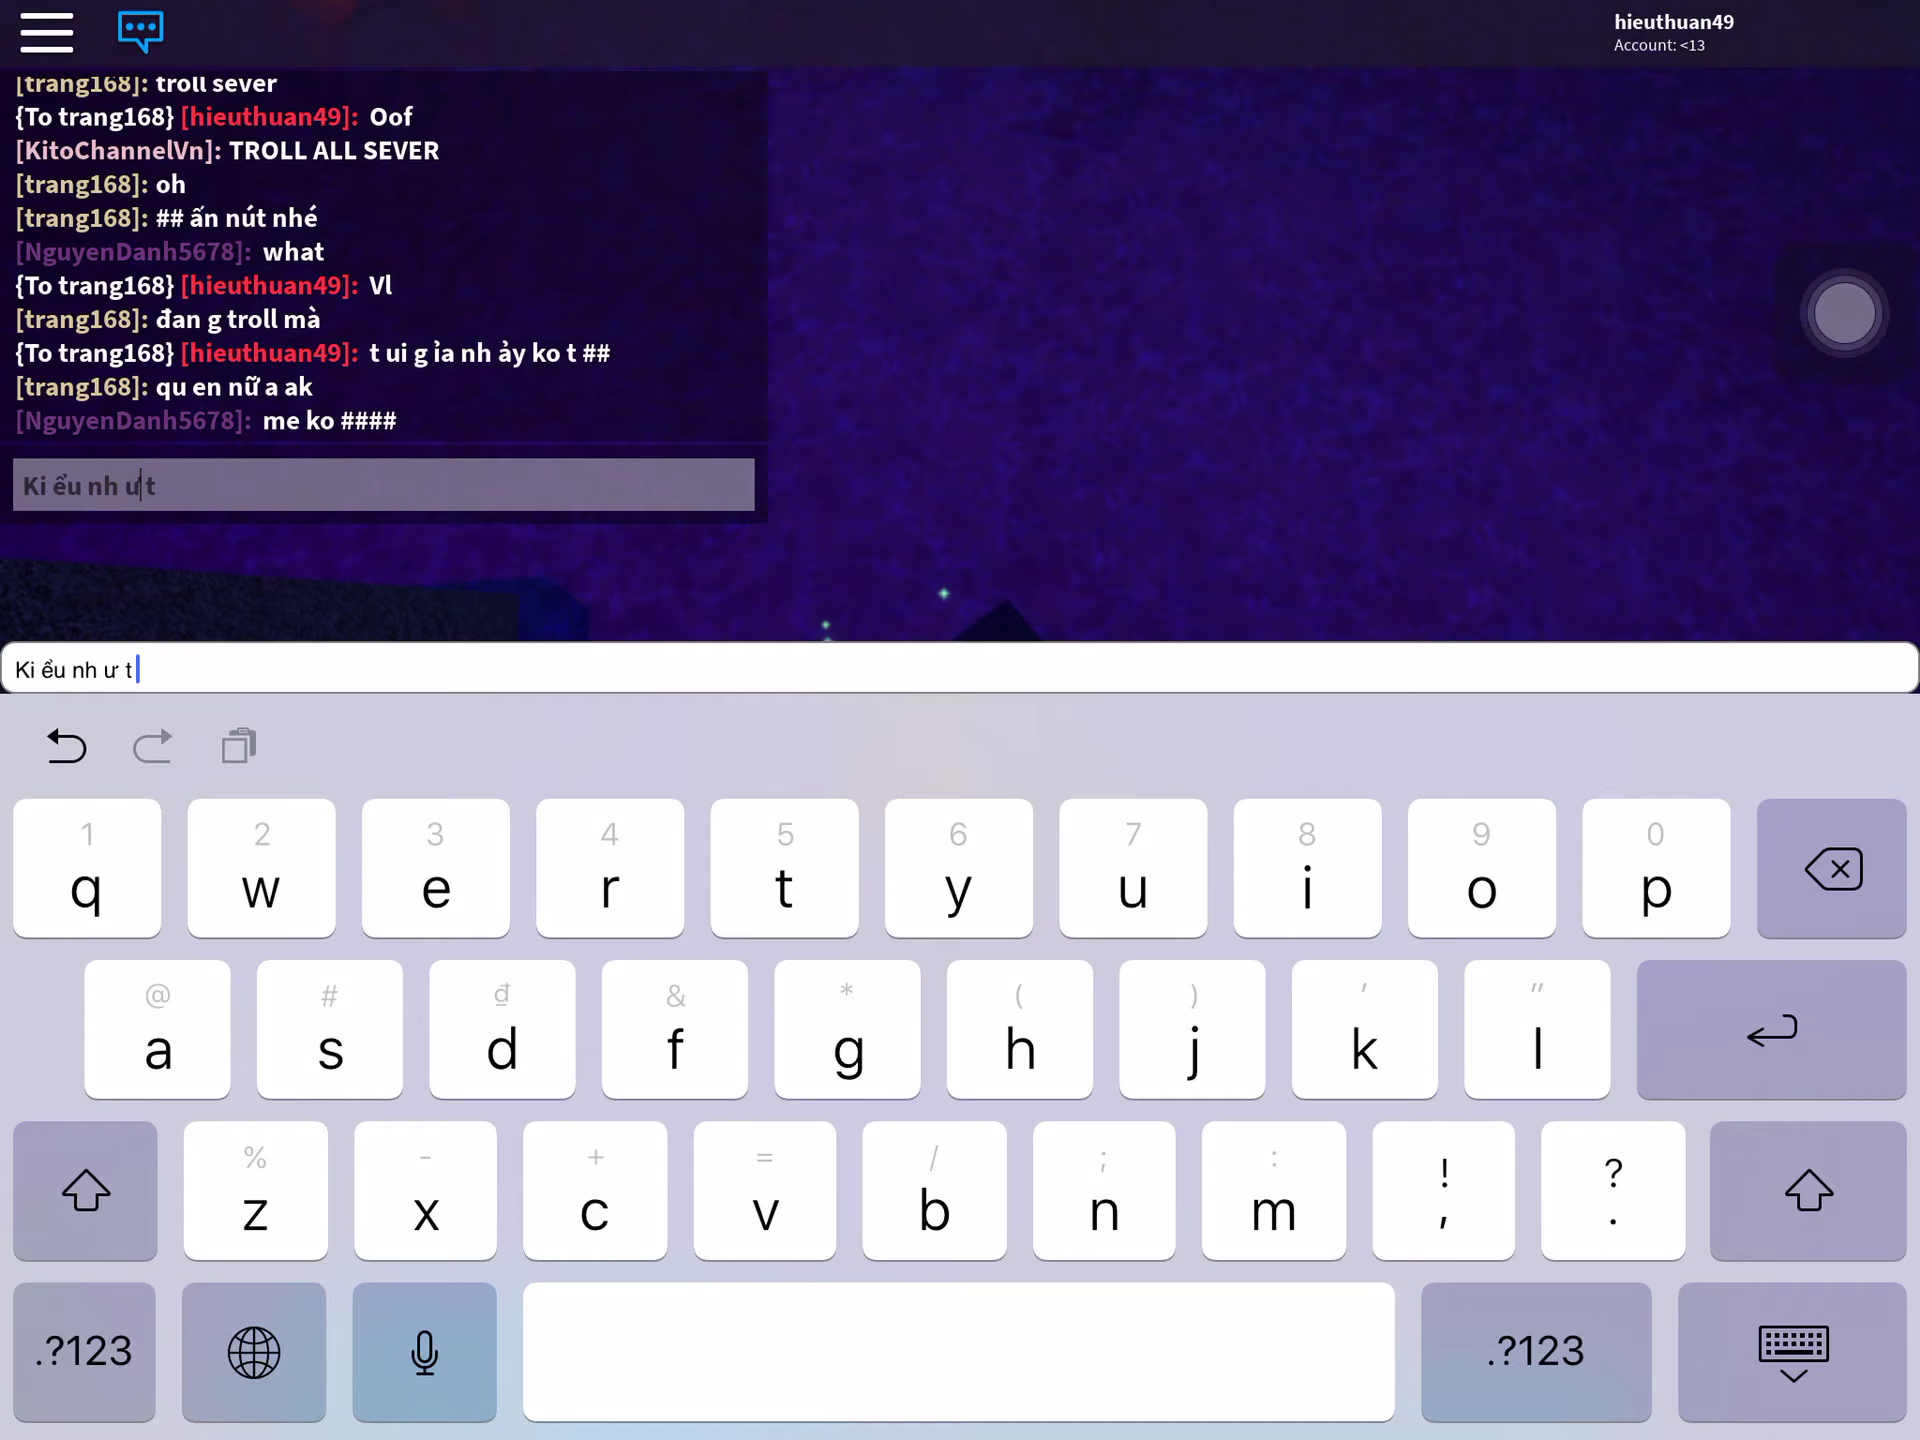 hieuthuan49
Account: <13
[trang168]: troll sever
{To trang168} [hieuthuan49]: Oof
[KitoChannelVn]: TROLL ALL SEVER
[trang168]: oh
[trang168]: ## ấn nút nhé
[NguyenDanh5678]: what
{To trang168} [hieuthuan49]: Vl
[trang168]: đan g troll mà
{To trang168} [hieuthuan49]: t ui g ỉa nh ảy ko t ##
[trang168]: qu en nữ a ak
[NguyenDanh5678]: me ko ####
Ki ểu nh ư t
Ki ểu nh ư t
1 2 3 4 5 6 7 8 9 0
q w e r t y u i o p
@ # đ & * ( ) ' "
a s d f g h j k l
% - + = / ; : ! ?
z x c v b n m , .
.?123 .?123